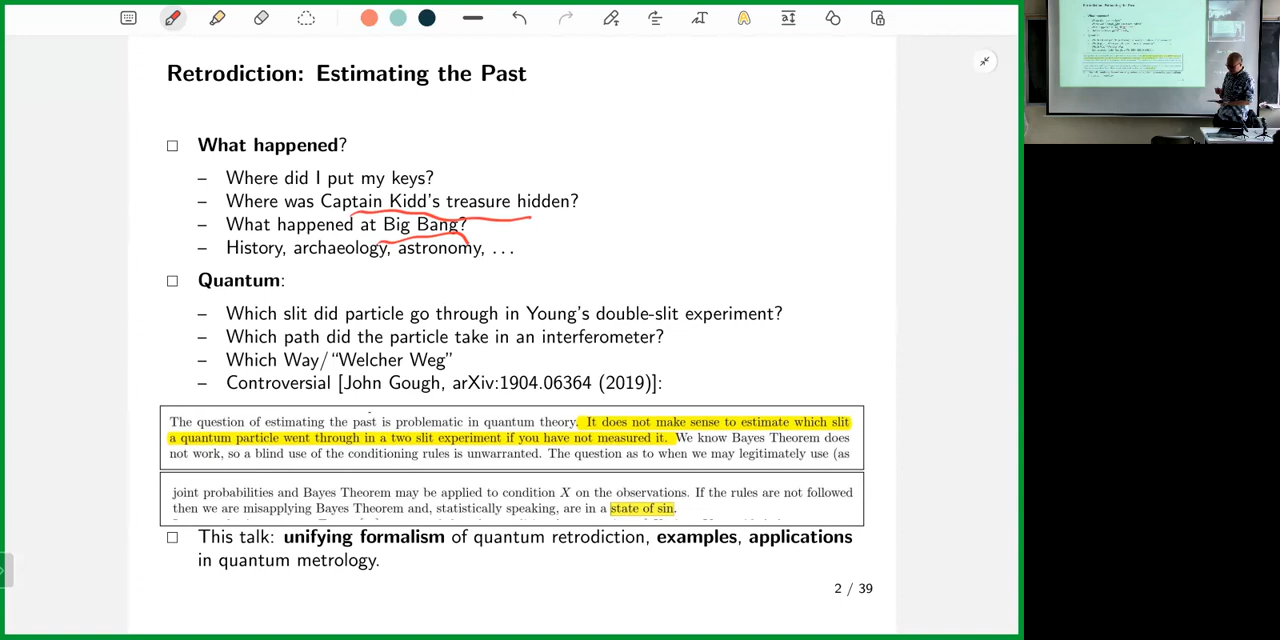 Retrodiction: Estimating the Past
What happened?
– Where did I put my keys?
– Where was Captain Kidd's treasure hidden?
– What happened at Big Bang?
– History, archaeology, astronomy, ...
Quantum:
– Which slit did particle go through in Young's double-slit experiment?
– Which path did the particle take in an interferometer?
– Which Way/"Welcher Weg"
– Controversial [John Gough, arXiv:1904.06364 (2019)]:
The question of estimating the past is problematic in quantum theory. It does not make sense to estimate which slit
a quantum particle went through in a two slit experiment if you have not measured it. We know Bayes Theorem does
not work, so a blind use of the conditioning rules is unwarranted. The question as to when we may legitimately use (as
joint probabilities and Bayes Theorem may be applied to condition X on the observations. If the rules are not followed
then we are misapplying Bayes Theorem and, statistically speaking, are in a state of sin.
This talk: unifying formalism of quantum retrodiction, examples, applications
in quantum metrology.
2 / 39